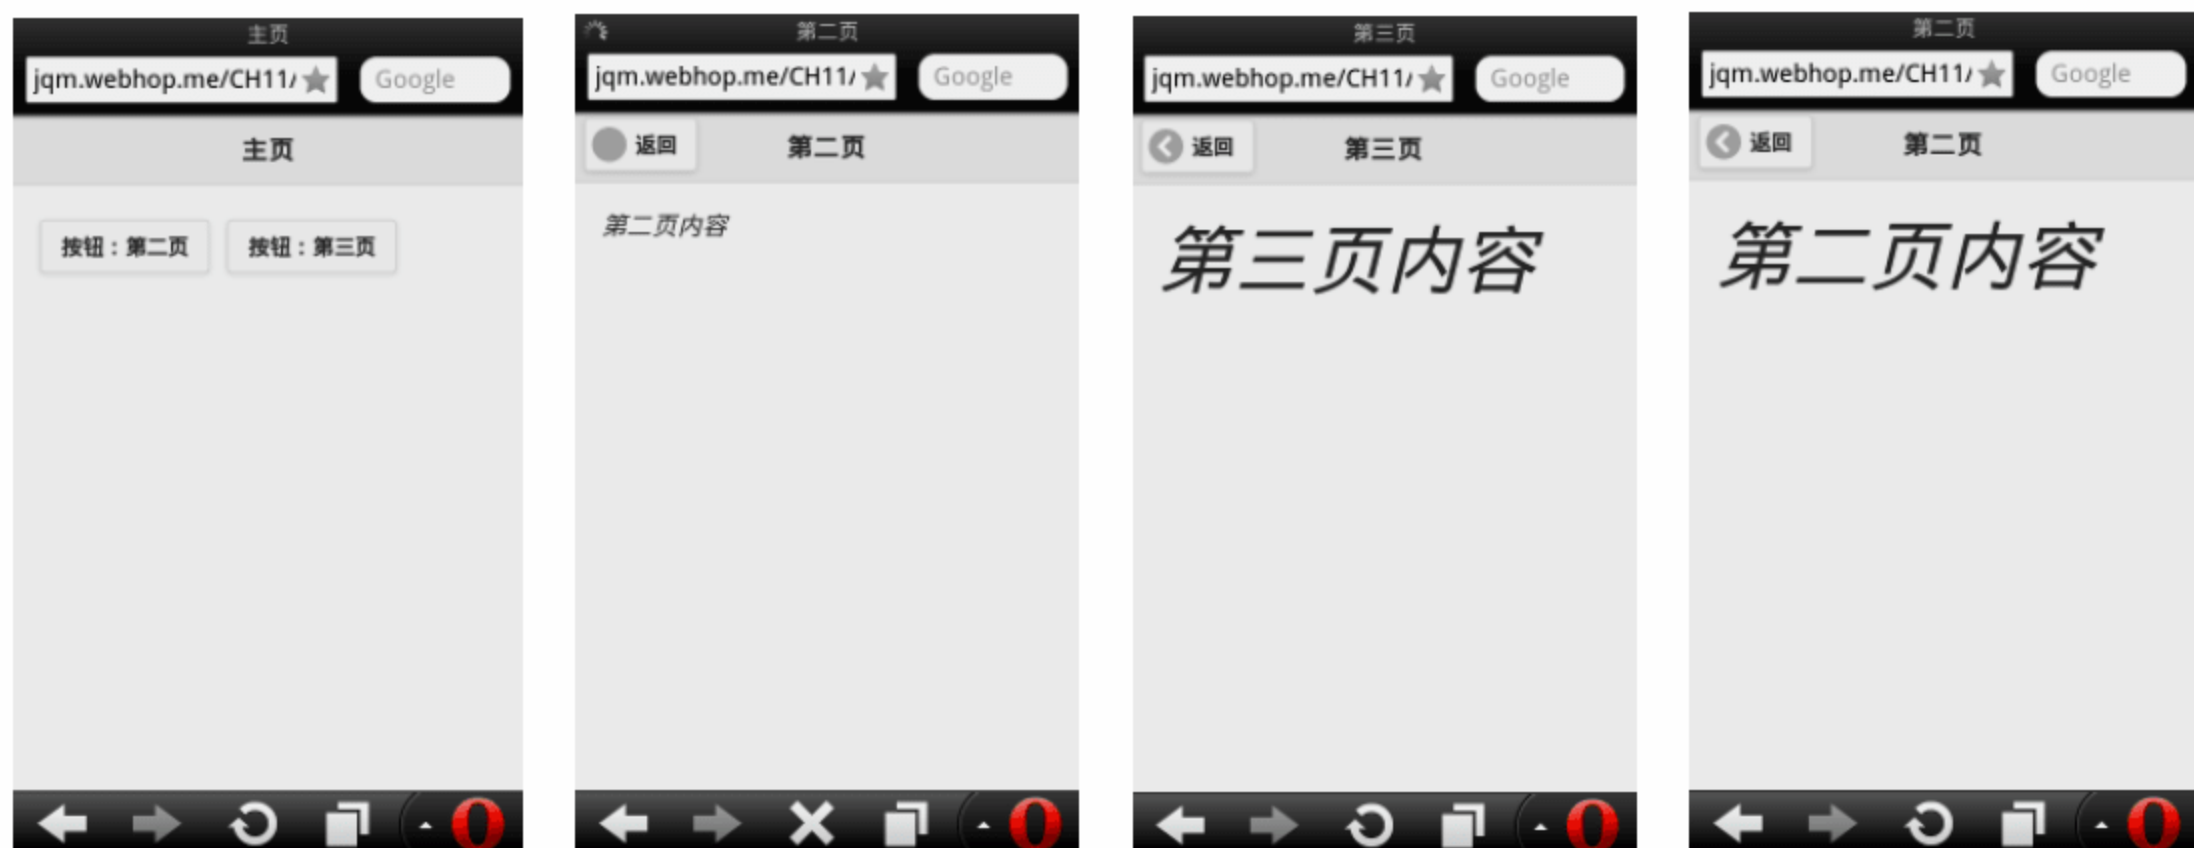 主页
jqm.webhop.me/CH11/
Google
主页
按钮：第二页
按钮：第三页
第二页
jqm.webhop.me/CH11/
Google
返回
第二页
第二页内容
第三页
jqm.webhop.me/CH11/
Google
返回
第三页
第三页内容
第二页
jqm.webhop.me/CH11/
Google
返回
第二页
第二页内容